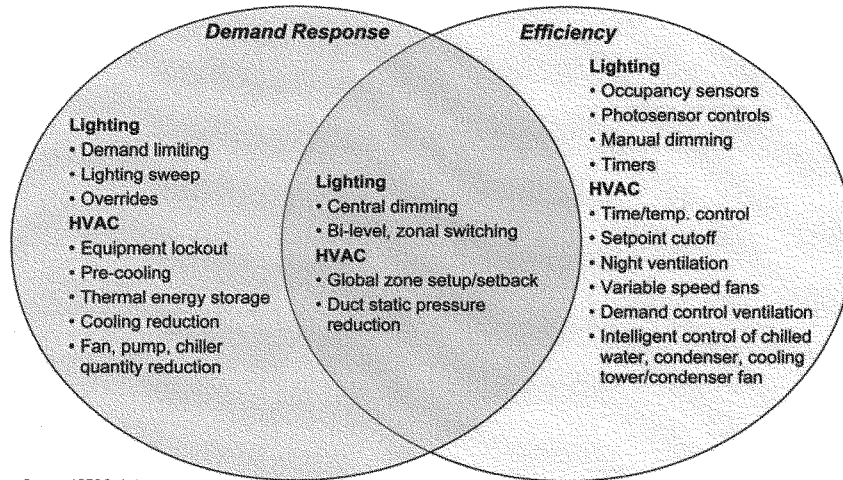 Demand Response
Efficiency
Lighting
• Demand limiting
• Lighting sweep
• Overrides
HVAC
• Equipment lockout
• Pre-cooling
• Thermal energy storage
• Cooling reduction
• Fan, pump, chiller
quantity reduction
Lighting
• Central dimming
• Bi-level, zonal switching
HVAC
• Global zone setup/setback
• Duct static pressure
reduction
Lighting
• Occupancy sensors
• Photosensor controls
• Manual dimming
• Timers
HVAC
• Time/temp. control
• Setpoint cutoff
• Night ventilation
• Variable speed fans
• Demand control ventilation
• Intelligent control of chilled
water, condenser, cooling
tower/condenser fan